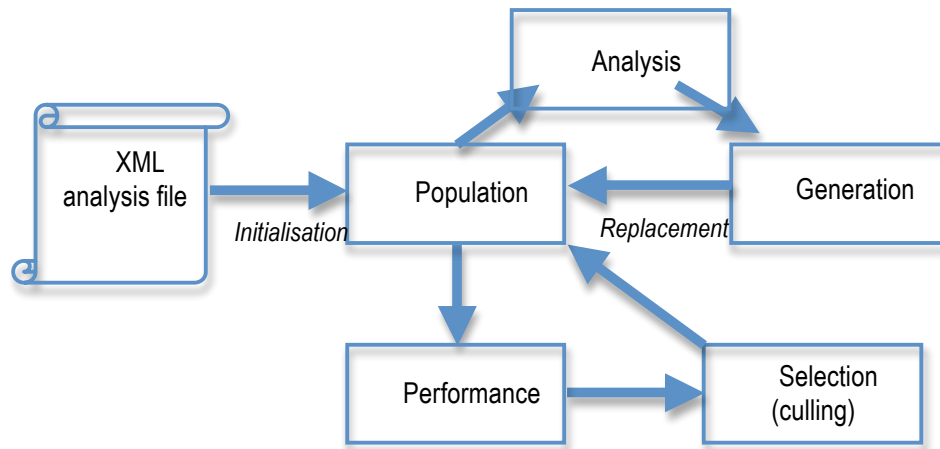 Analysis
XML
analysis file
Population
Generation
Initialisation
Replacement
Performance
Selection
(culling)